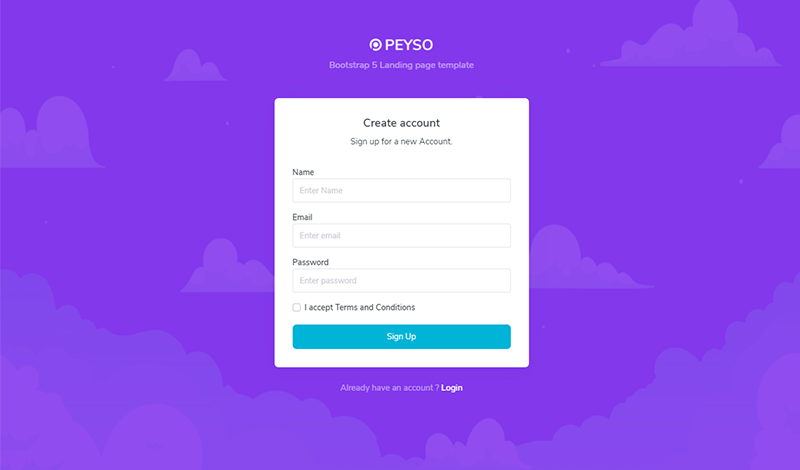 PEYSO
Bootstrap 5 Landing page template
Create account
Sign up for a new Account.
Name
Enter Name
Email
Enter email
Password
Enter password
I accept Terms and Conditions
Sign Up
Already have an account ? Login